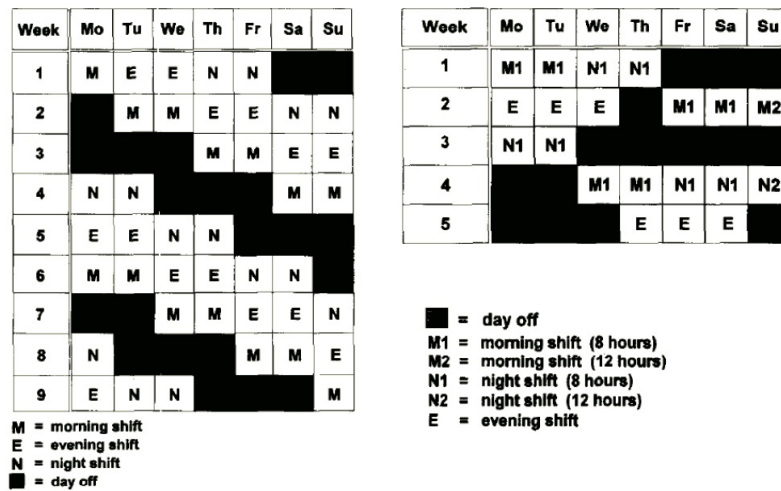 Week Mo Tu We Th Fr Sa Su
1 M E E N N
2 M M E E N N
3 M M E E
4 N N M M
5 E E N N
6 M M E E N N
7 M M E E N
8 N M M E
9 E N N M
M = morning shift
E = evening shift
N = night shift
= day off
Week Mo Tu We Th Fr Sa Su
1 M1 M1 N1 N1
2 E E E M1 M1 M2
3 N1 N1
4 M1 M1 N1 N1 N2
5 E E E
= day off
M1 = morning shift (8 hours)
M2 = morning shift (12 hours)
N1 = night shift (8 hours)
N2 = night shift (12 hours)
E = evening shift